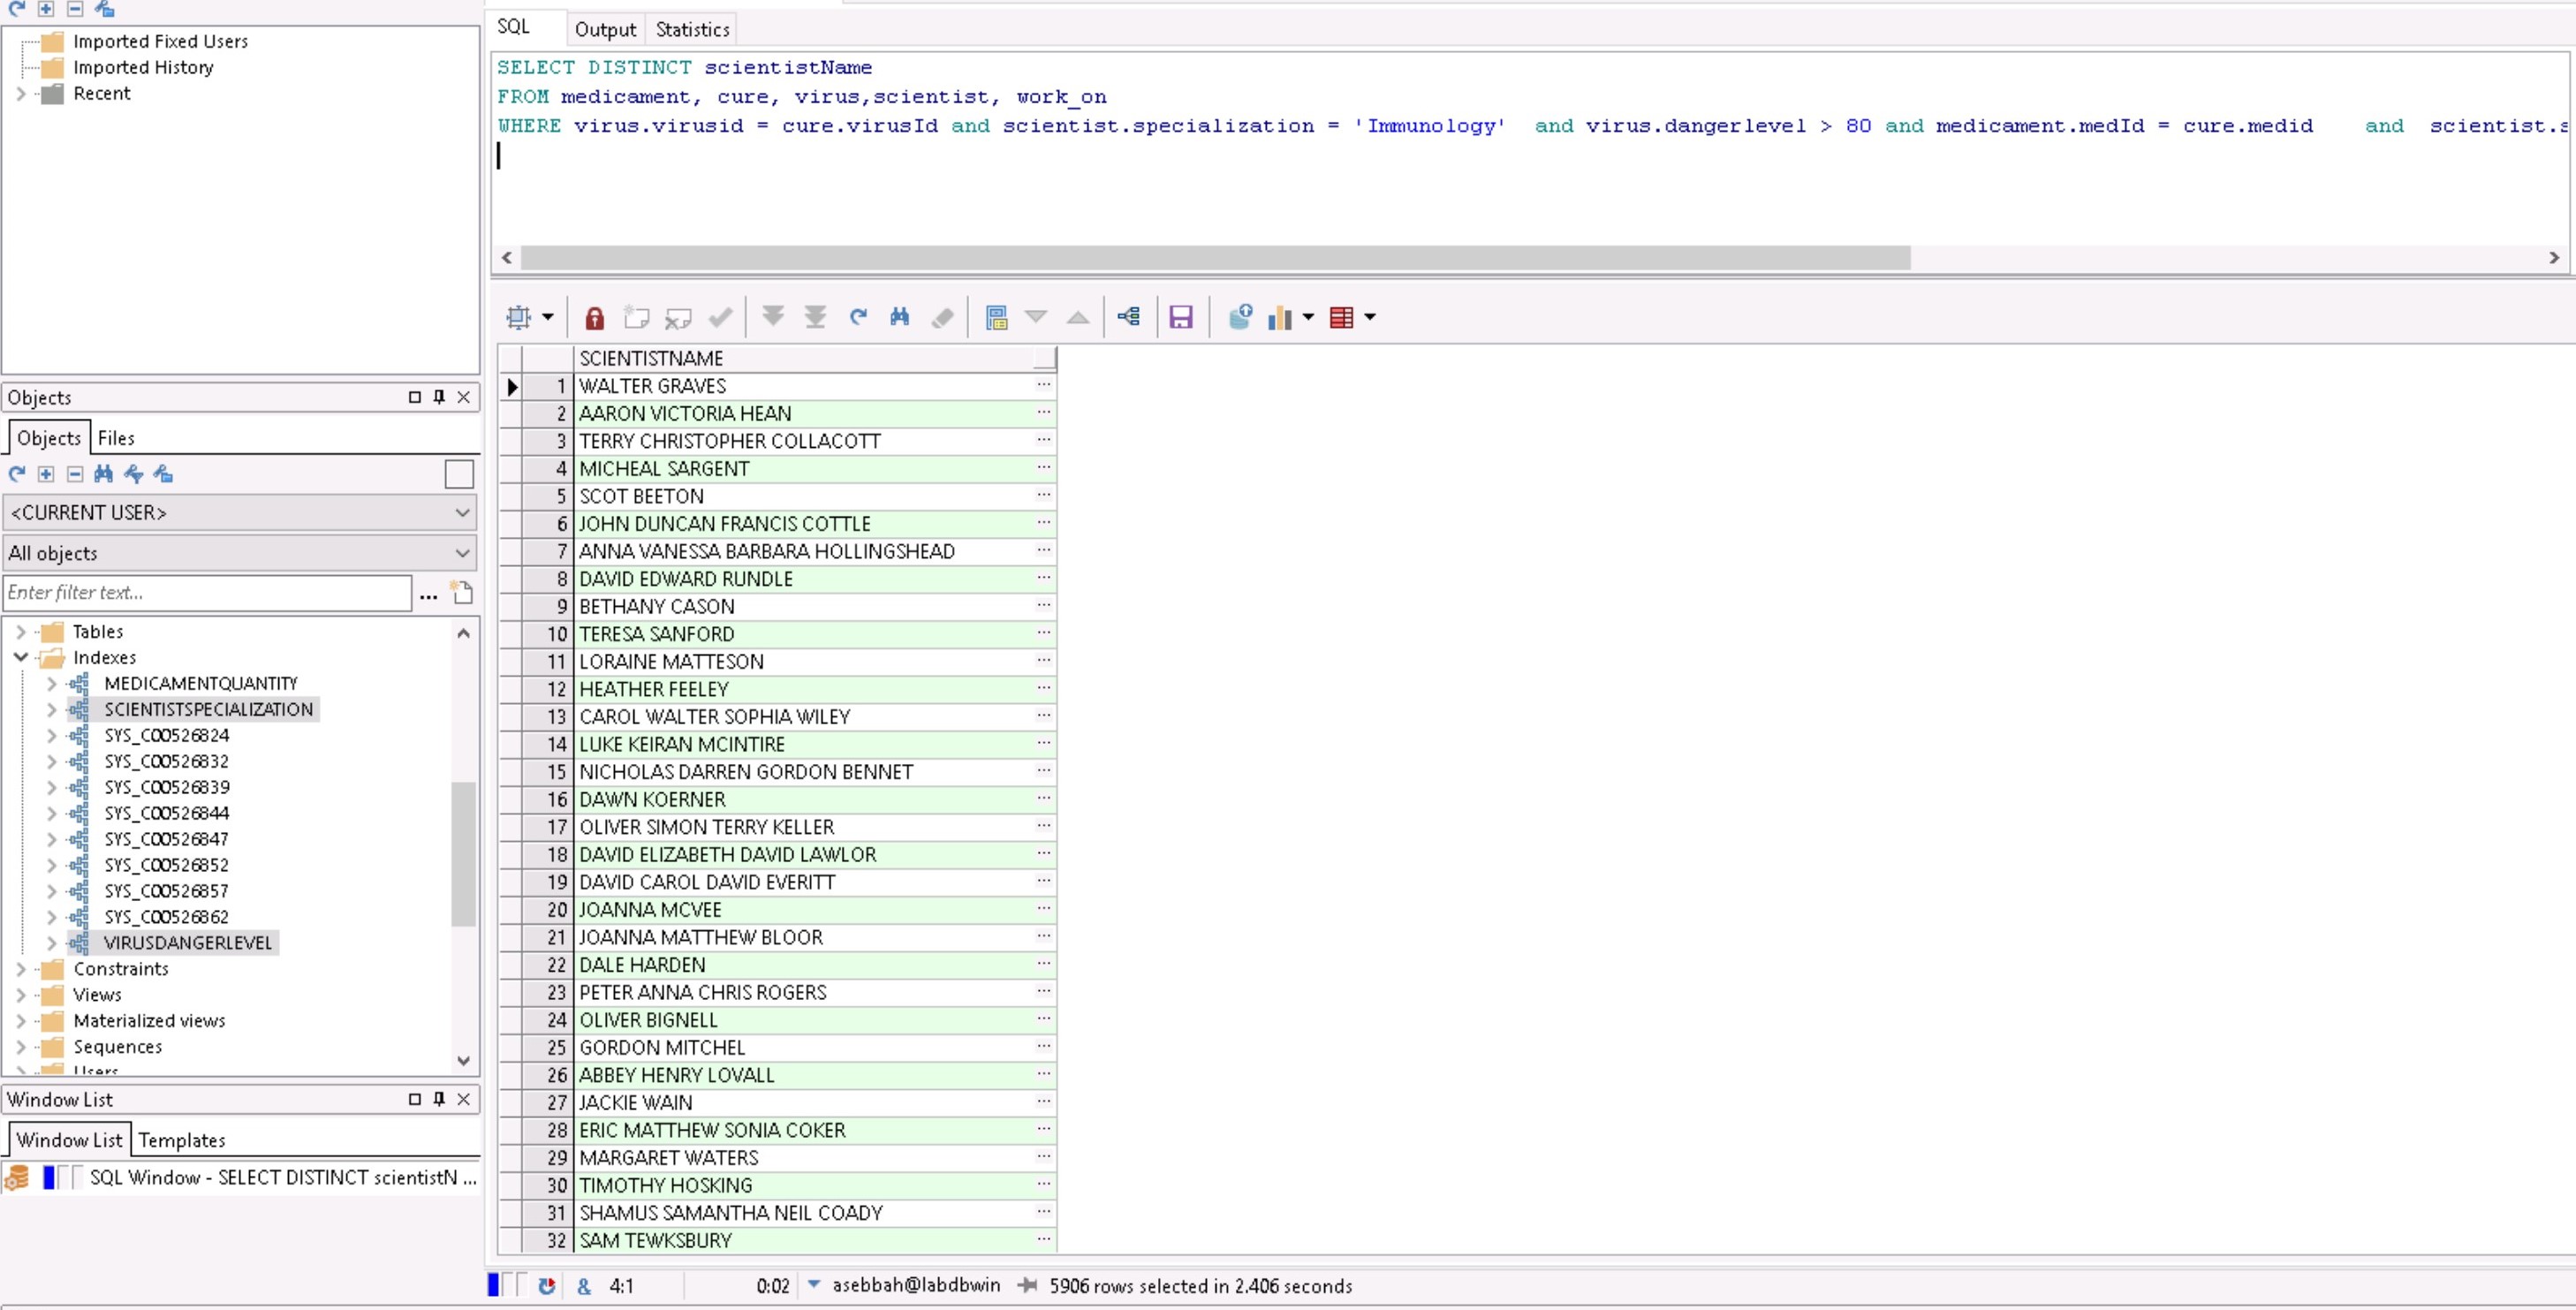 Imported Fixed Users
Imported History
Recent
Objects
Objects Files
<CURRENT USER>
All objects
Enter filter text...
Tables
Indexes
MEDICAMENTQUANTITY
SCIENTISTSPECIALIZATION
SYS_C00526824
SYS_C00526832
SYS_C00526839
SYS_C00526844
SYS_C00526847
SYS_C00526852
SYS_C00526857
SYS_C00526862
VIRUSDANGERLEVEL
Constraints
Views
Materialized views
Sequences
Users
Window List
Window List Templates
SQL Window - SELECT DISTINCT scientistN ...
SQL Output Statistics
SELECT DISTINCT scientistName
FROM medicament, cure, virus,scientist, work_on
WHERE virus.virusid = cure.virusId and scientist.specialization = 'Immunology' and virus.dangerlevel > 80 and medicament.medId = cure.medid and scientist.s
SCIENTISTNAME
1 WALTER GRAVES ...
2 AARON VICTORIA HEAN ...
3 TERRY CHRISTOPHER COLLACOTT ...
4 MICHEAL SARGENT ...
5 SCOT BEETON ...
6 JOHN DUNCAN FRANCIS COTTLE ...
7 ANNA VANESSA BARBARA HOLLINGSHEAD ...
8 DAVID EDWARD RUNDLE ...
9 BETHANY CASON ...
10 TERESA SANFORD ...
11 LORAINE MATTESON ...
12 HEATHER FEELEY ...
13 CAROL WALTER SOPHIA WILEY ...
14 LUKE KEIRAN MCINTIRE ...
15 NICHOLAS DARREN GORDON BENNET ...
16 DAWN KOERNER ...
17 OLIVER SIMON TERRY KELLER ...
18 DAVID ELIZABETH DAVID LAWLOR ...
19 DAVID CAROL DAVID EVERITT ...
20 JOANNA MCVEE ...
21 JOANNA MATTHEW BLOOR ...
22 DALE HARDEN ...
23 PETER ANNA CHRIS ROGERS ...
24 OLIVER BIGNELL ...
25 GORDON MITCHEL ...
26 ABBEY HENRY LOVALL ...
27 JACKIE WAIN ...
28 ERIC MATTHEW SONIA COKER ...
29 MARGARET WATERS ...
30 TIMOTHY HOSKING ...
31 SHAMUS SAMANTHA NEIL COADY ...
32 SAM TEWKSBURY ...
& 4:1 0:02 asebbah@labdbwin 5906 rows selected in 2.406 seconds